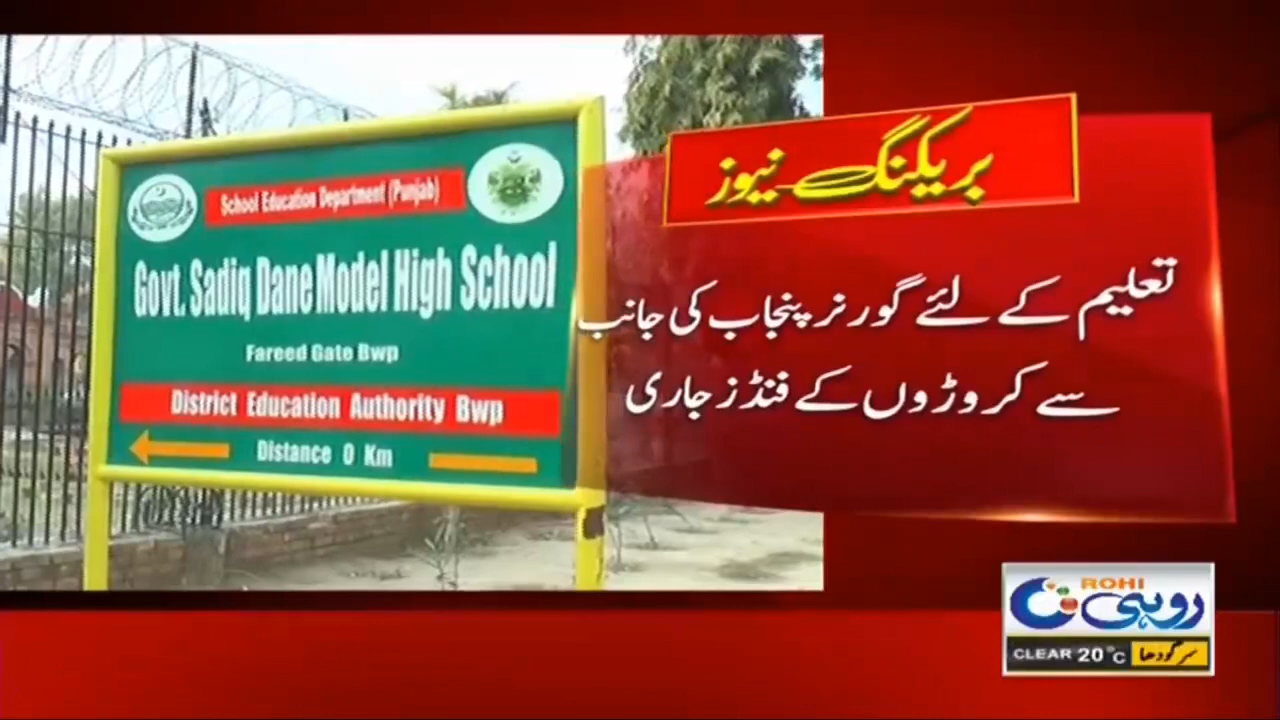 School Education Department (Punjab)
Govt. Sadiq Dane Model High School
Fareed Gate Bwp
District Education Authority Bwp
Distance 0 Km
بریکنگ نیوز
تعلیم کے لئے گورنر پنجاب کی جانب
سے کروڑوں کے فنڈز جاری
ROHI
روہی
CLEAR 20°C سرگودھا